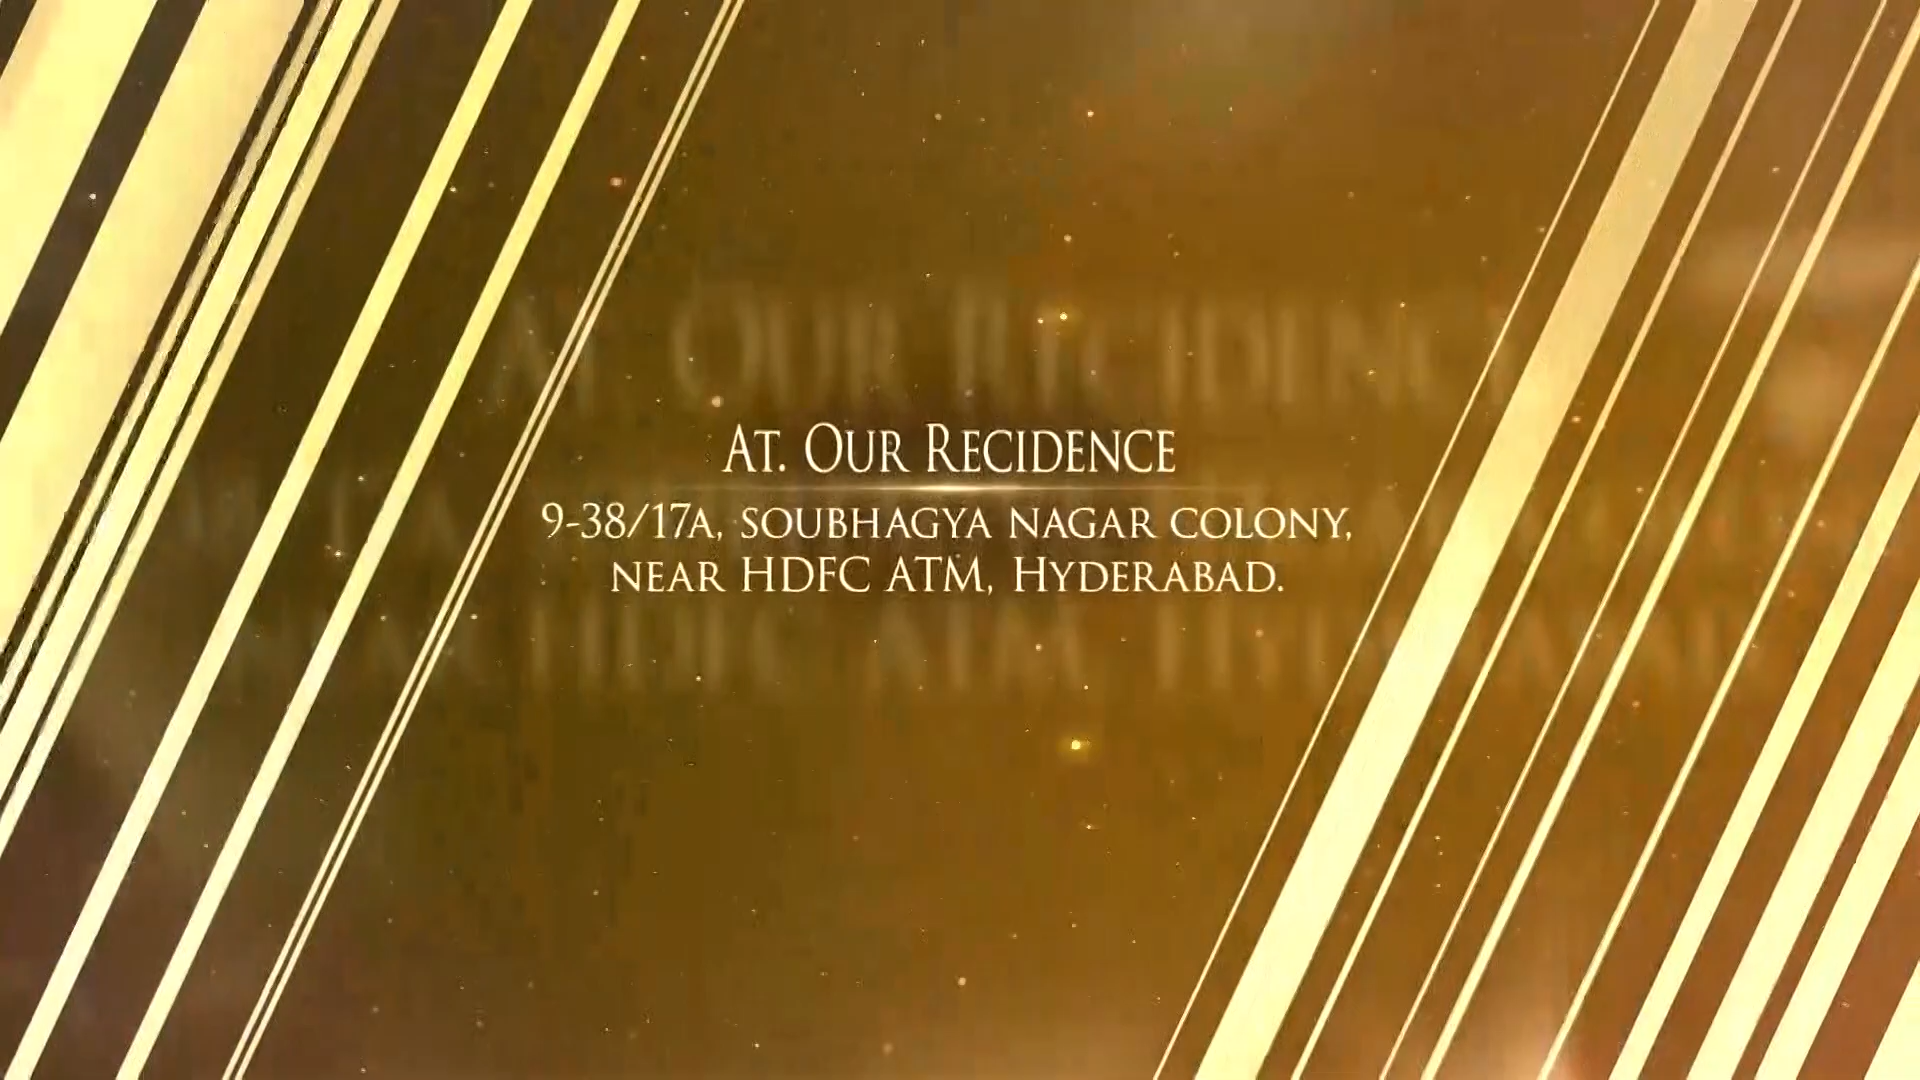 At. Our Recidence
9-38/17a, soubhagya nagar colony,
near HDFC ATM, Hyderabad.